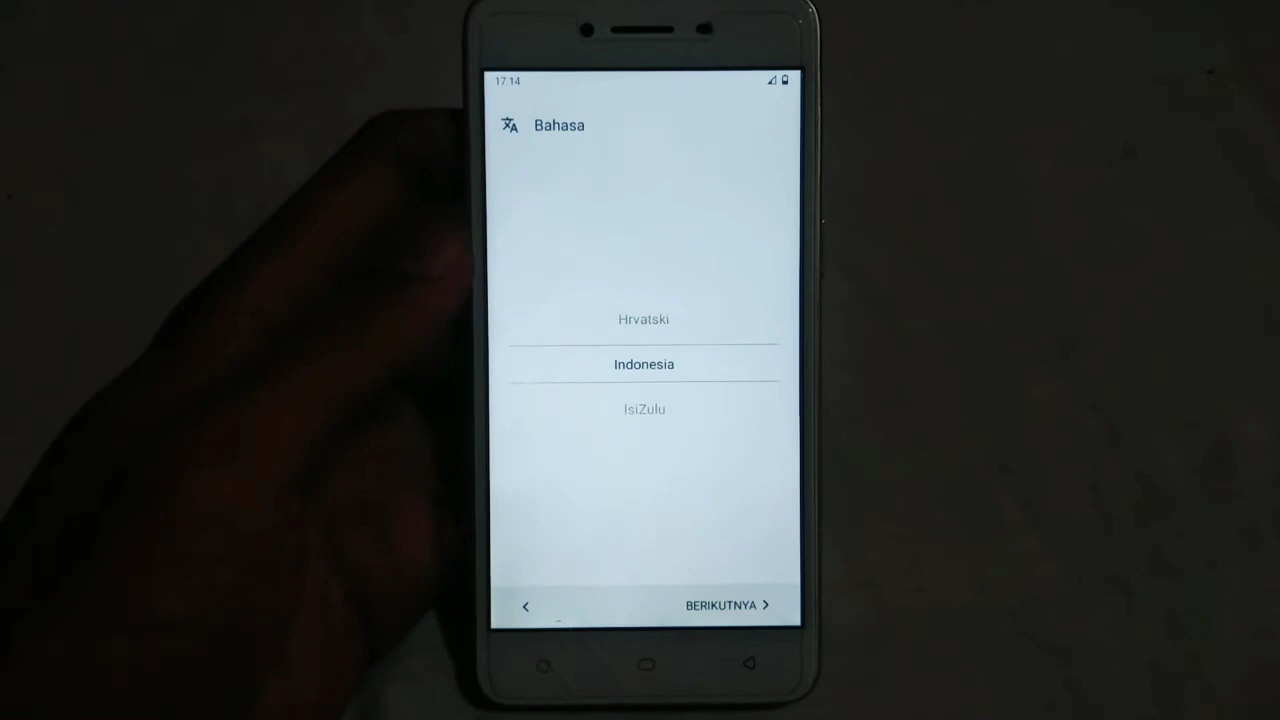 17.14
Bahasa
Hrvatski
Indonesia
IsiZulu
BERIKUTNYA